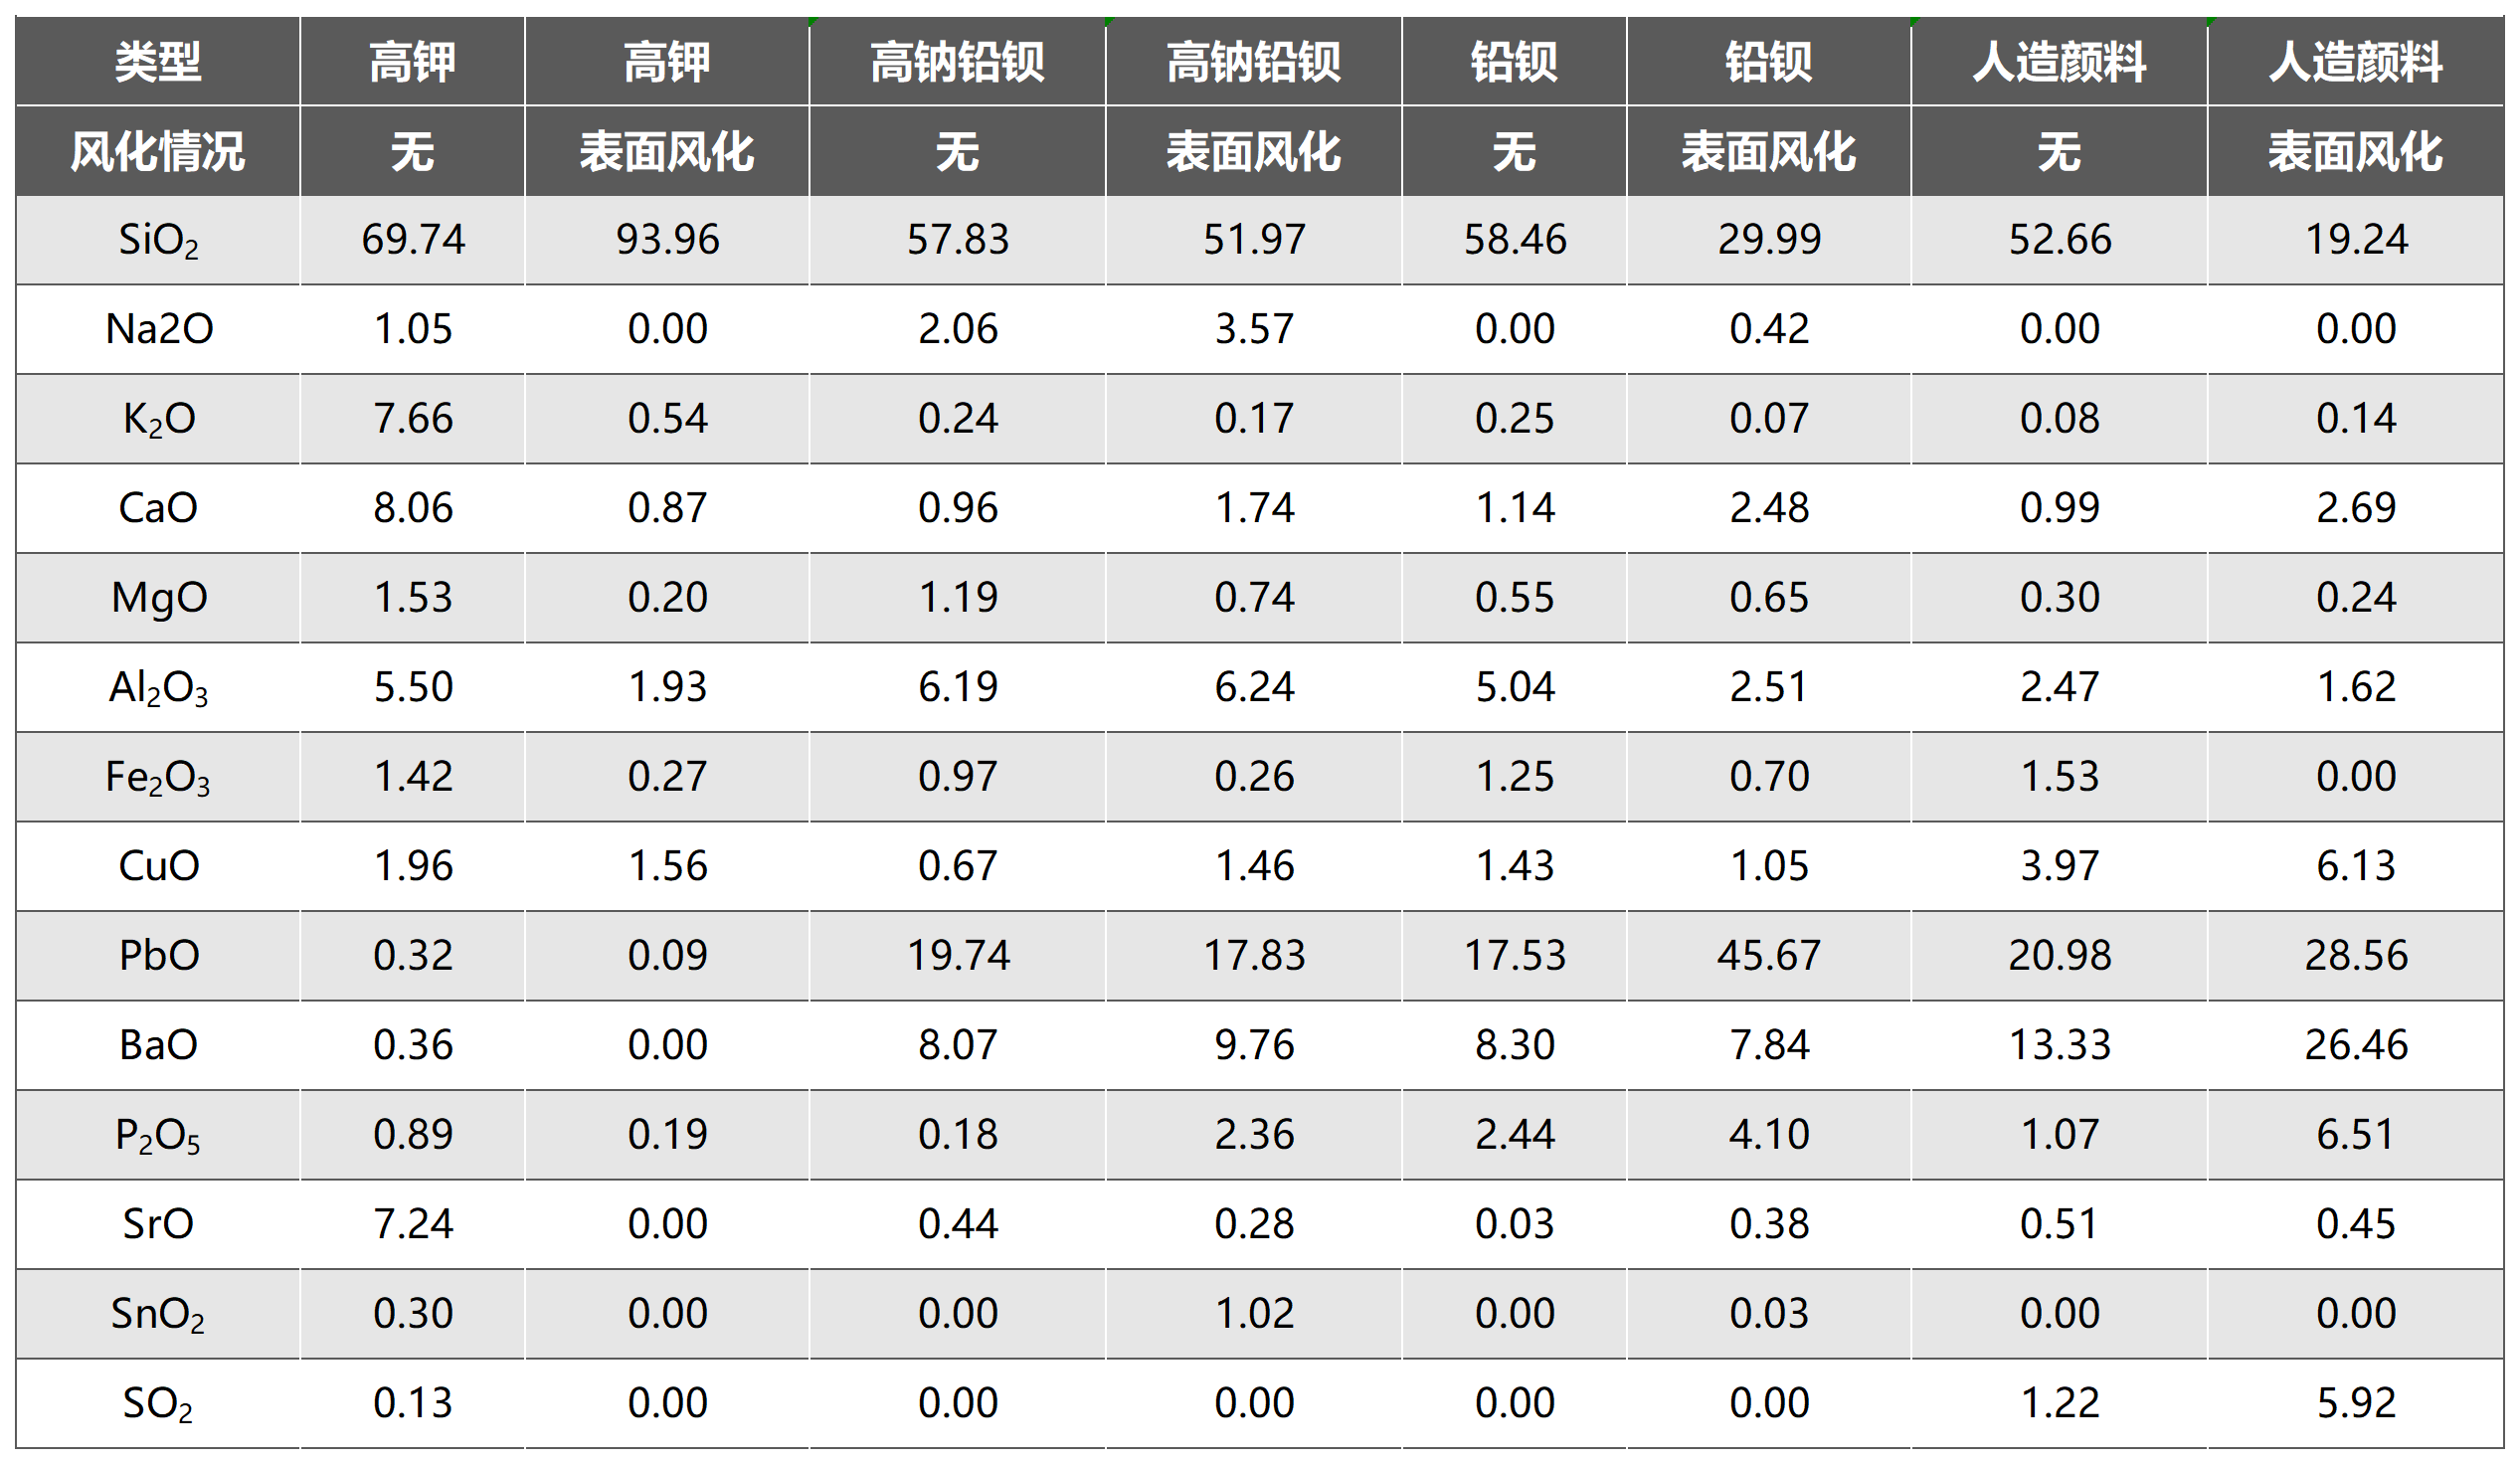 类型 高钾 高钾 高钠铅钡 高钠铅钡 铅钡 铅钡 人造颜料 人造颜料
风化情况 无 表面风化 无 表面风化 无 表面风化 无 表面风化
SiO₂ 69.74 93.96 57.83 51.97 58.46 29.99 52.66 19.24
Na2O 1.05 0.00 2.06 3.57 0.00 0.42 0.00 0.00
K₂O 7.66 0.54 0.24 0.17 0.25 0.07 0.08 0.14
CaO 8.06 0.87 0.96 1.74 1.14 2.48 0.99 2.69
MgO 1.53 0.20 1.19 0.74 0.55 0.65 0.30 0.24
Al₂O₃ 5.50 1.93 6.19 6.24 5.04 2.51 2.47 1.62
Fe₂O₃ 1.42 0.27 0.97 0.26 1.25 0.70 1.53 0.00
CuO 1.96 1.56 0.67 1.46 1.43 1.05 3.97 6.13
PbO 0.32 0.09 19.74 17.83 17.53 45.67 20.98 28.56
BaO 0.36 0.00 8.07 9.76 8.30 7.84 13.33 26.46
P₂O₅ 0.89 0.19 0.18 2.36 2.44 4.10 1.07 6.51
SrO 7.24 0.00 0.44 0.28 0.03 0.38 0.51 0.45
SnO₂ 0.30 0.00 0.00 1.02 0.00 0.03 0.00 0.00
SO₂ 0.13 0.00 0.00 0.00 0.00 0.00 1.22 5.92